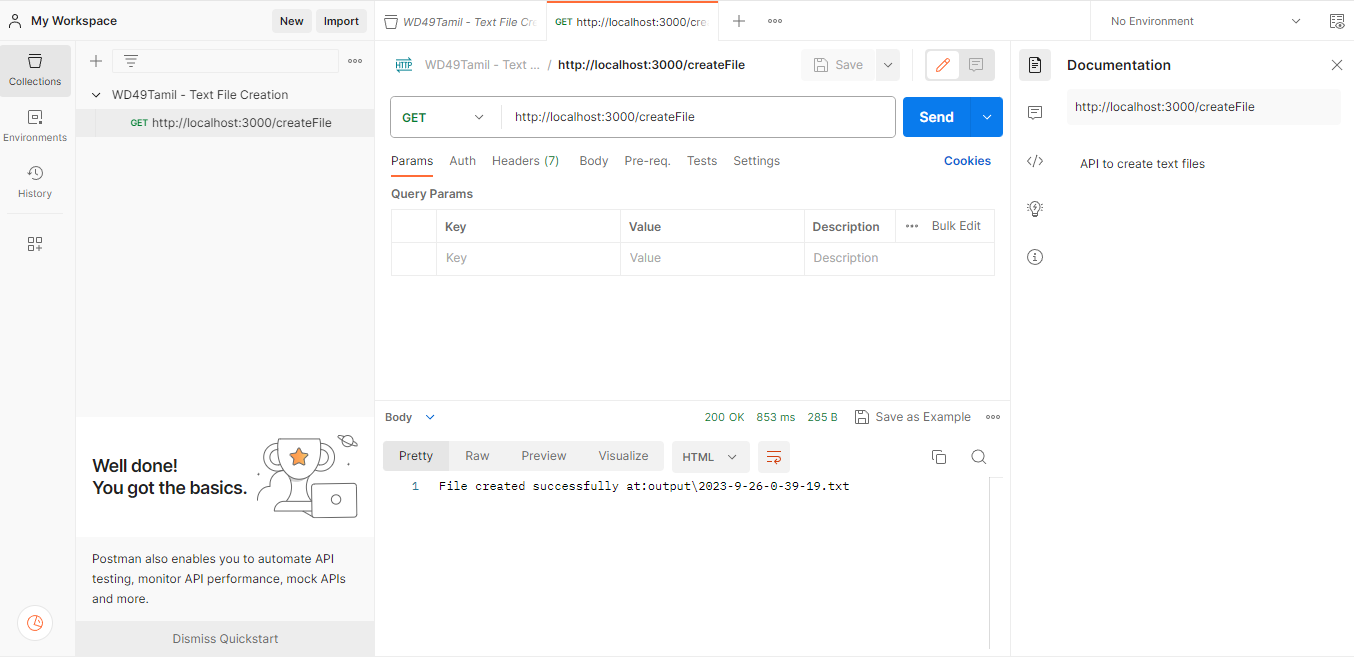 My Workspace
New
Import
WD49Tamil - Text File Cr
GET http://localhost:3000/cre
No Environment
Collections
Environments
History
WD49Tamil - Text File Creation
GET http://localhost:3000/createFile
HTTP WD49Tamil - Text ... / http://localhost:3000/createFile
Save
GET
http://localhost:3000/createFile
Send
Params
Auth
Headers (7)
Body
Pre-req.
Tests
Settings
Cookies
Query Params
Key
Value
Description
Bulk Edit
Key
Value
Description
Documentation
http://localhost:3000/createFile
API to create text files
Body
200 OK
853 ms
285 B
Save as Example
Pretty
Raw
Preview
Visualize
HTML
1 File created successfully at:output\2023-9-26-0-39-19.txt
Well done!
You got the basics.
Postman also enables you to automate API
testing, monitor API performance, mock APIs
and more.
Dismiss Quickstart